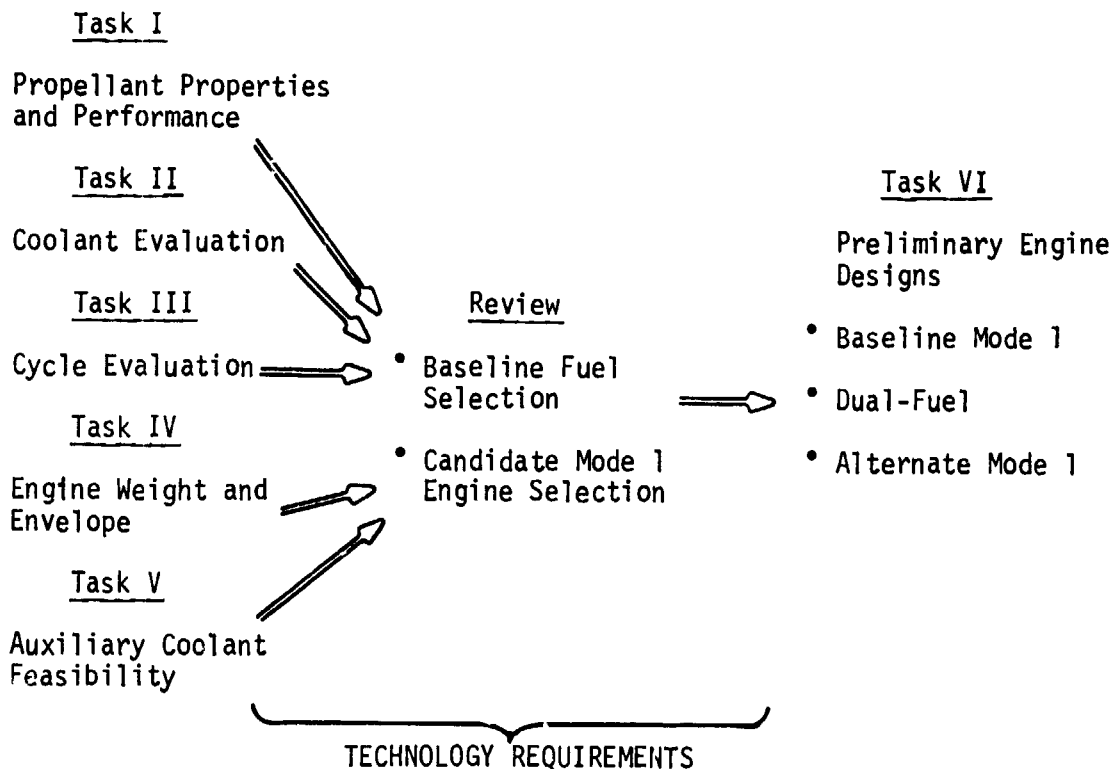 Task I
Propellant Properties
and Performance
Task II
Coolant Evaluation
Task III
Cycle Evaluation
Task IV
Engine Weight and
Envelope
Task V
Auxiliary Coolant
Feasibility
Review
• Baseline Fuel
Selection
• Candidate Mode 1
Engine Selection
Task VI
Preliminary Engine
Designs
• Baseline Mode 1
• Dual-Fuel
• Alternate Mode 1
TECHNOLOGY REQUIREMENTS